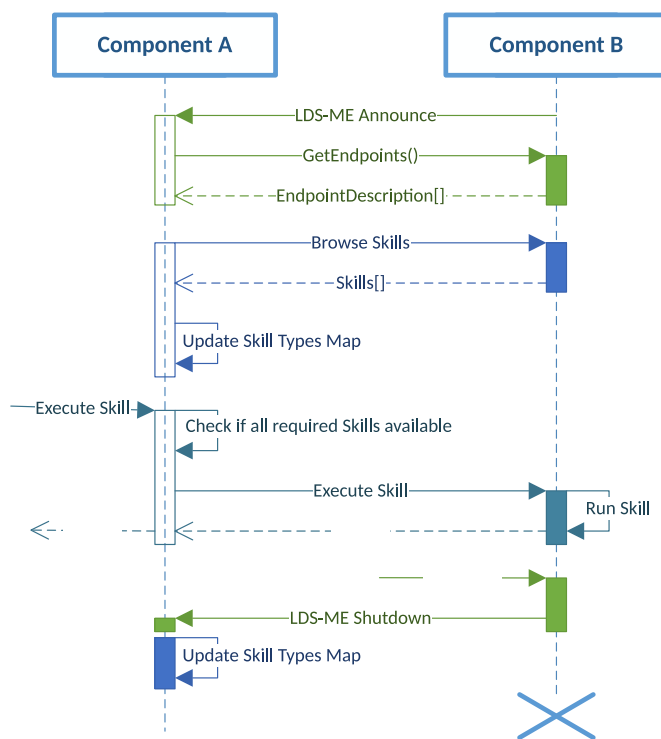 Component A
Component B
LDS-ME Announce
GetEndpoints()
EndpointDescription[]
Browse Skills
Skills[]
Update Skill Types Map
Execute Skill
Check if all required Skills available
Execute Skill
Run Skill
LDS-ME Shutdown
Update Skill Types Map